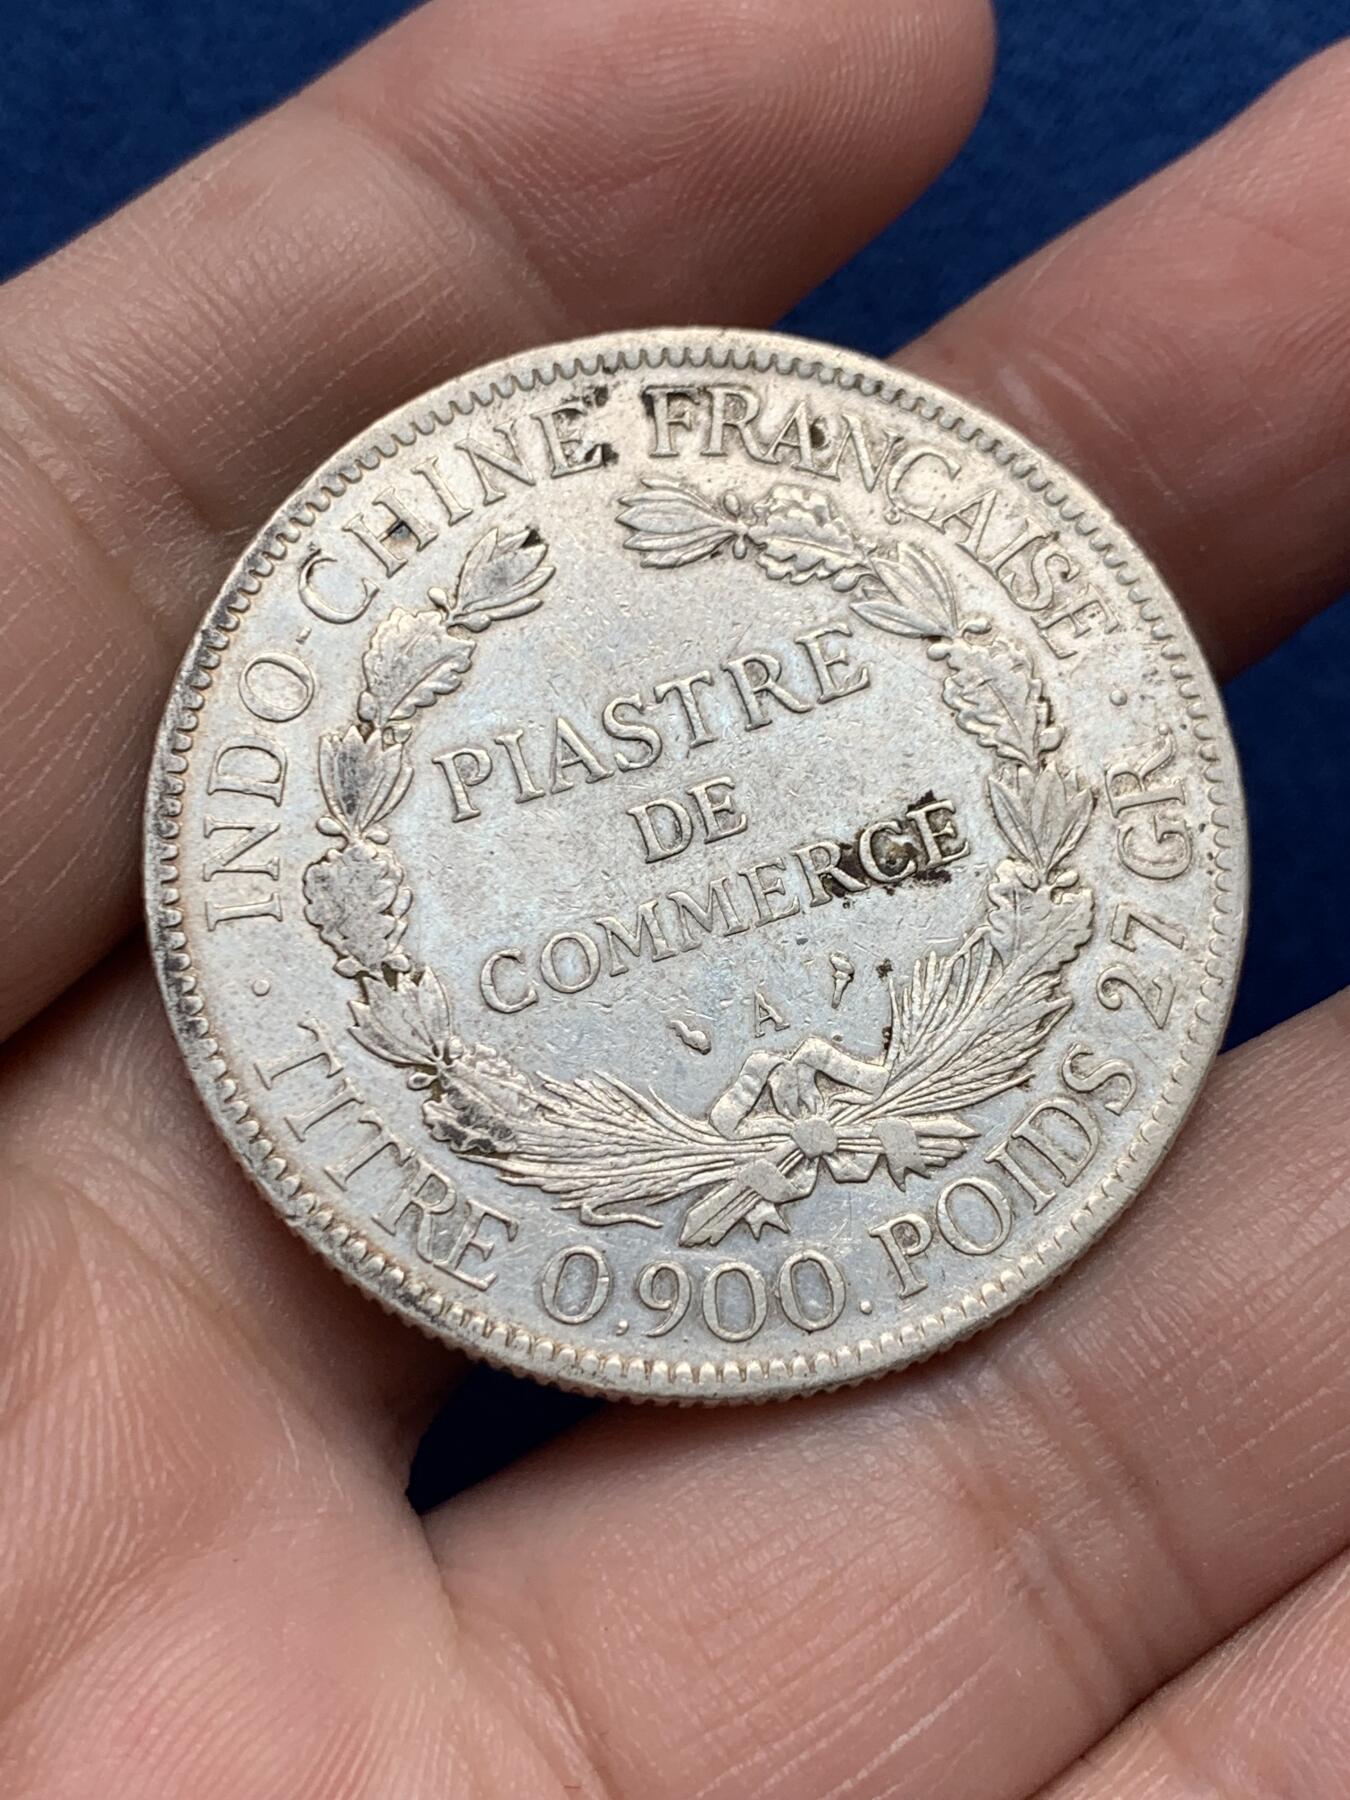 INDO-CHINE FRANÇAISE
PIASTRE
DE
COMMERCE
A
TITRE 0,900. POIDS 27 GR.